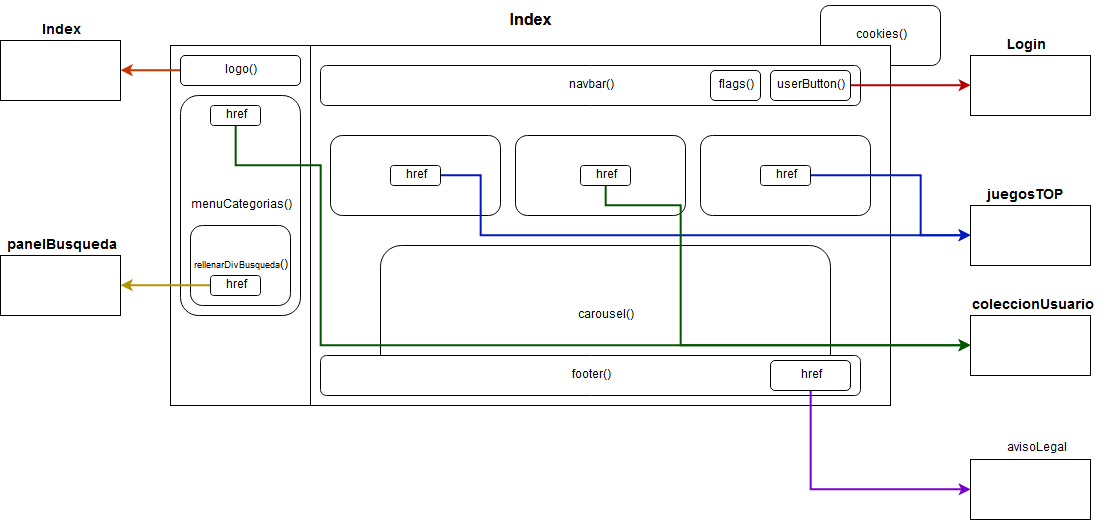 Index
Index
cookies()
Login
logo()
navbar()
flags()
userButton()
href
href
href
href
menuCategorias()
juegosTOP
panelBusqueda
rellenarDivBusqueda()
href
coleccionUsuario
carousel()
footer()
href
avisoLegal